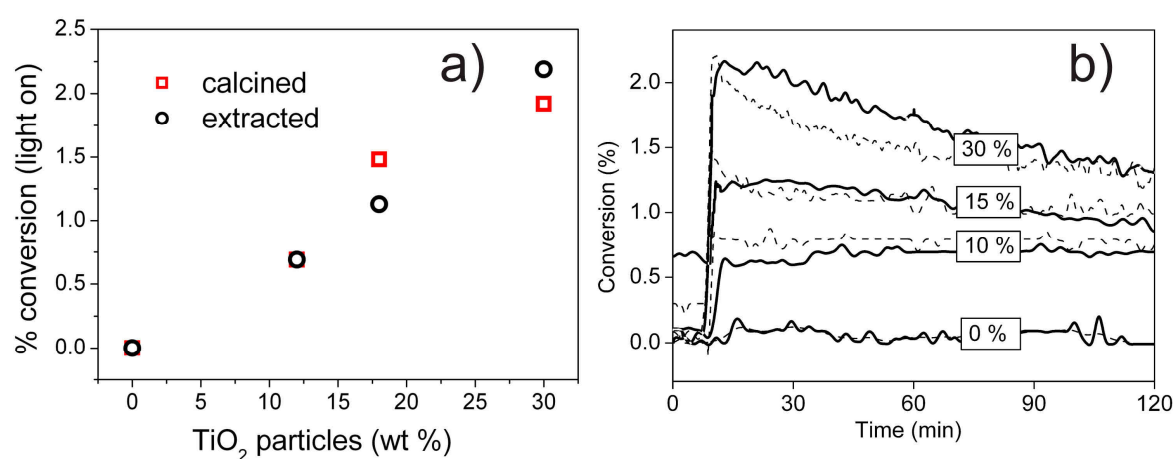 a)
calcined
extracted
% conversion (light on)
2.5
2.0
1.5
1.0
0.5
0.0
0 5 10 15 20 25 30
TiO₂ particles (wt %)
b)
30 %
15 %
10 %
0 %
Conversion (%)
2.0
1.5
1.0
0.5
0.0
0 30 60 90 120
Time (min)